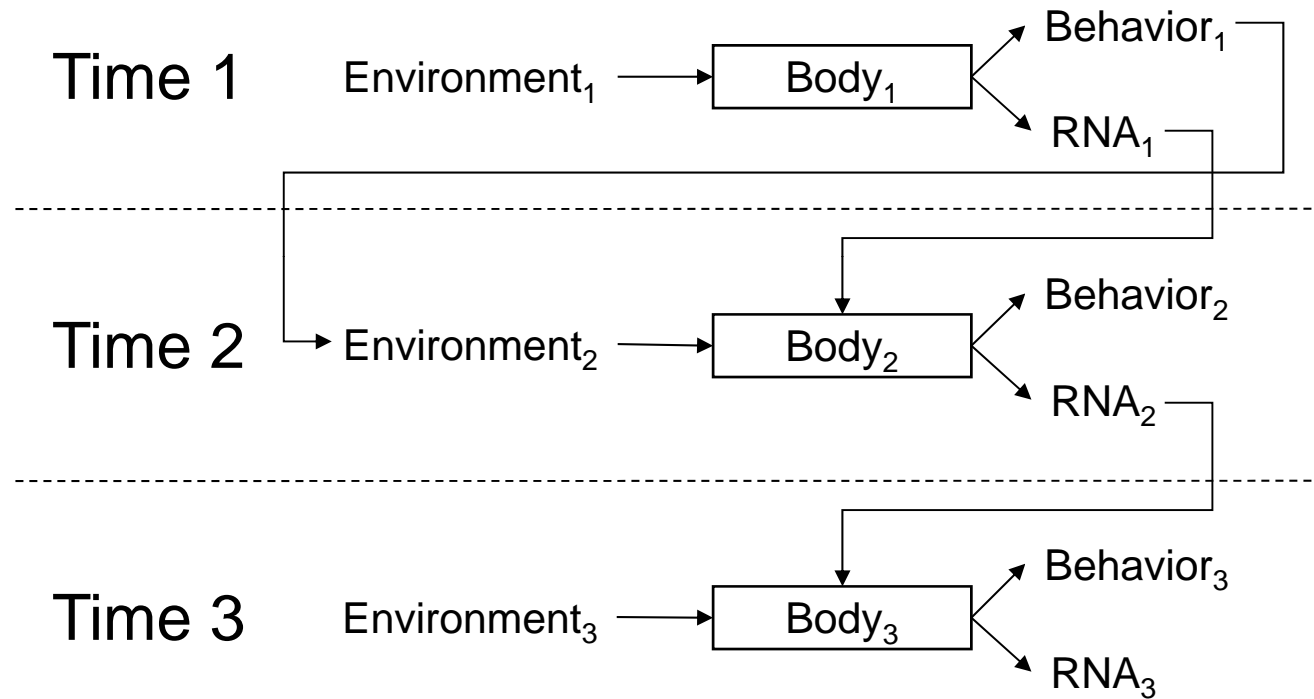 Behavior₁
Time 1 Environment₁ Body₁
RNA₁
Behavior₂
Time 2 Environment₂ Body₂
RNA₂
Behavior₃
Time 3 Environment₃ Body₃
RNA₃